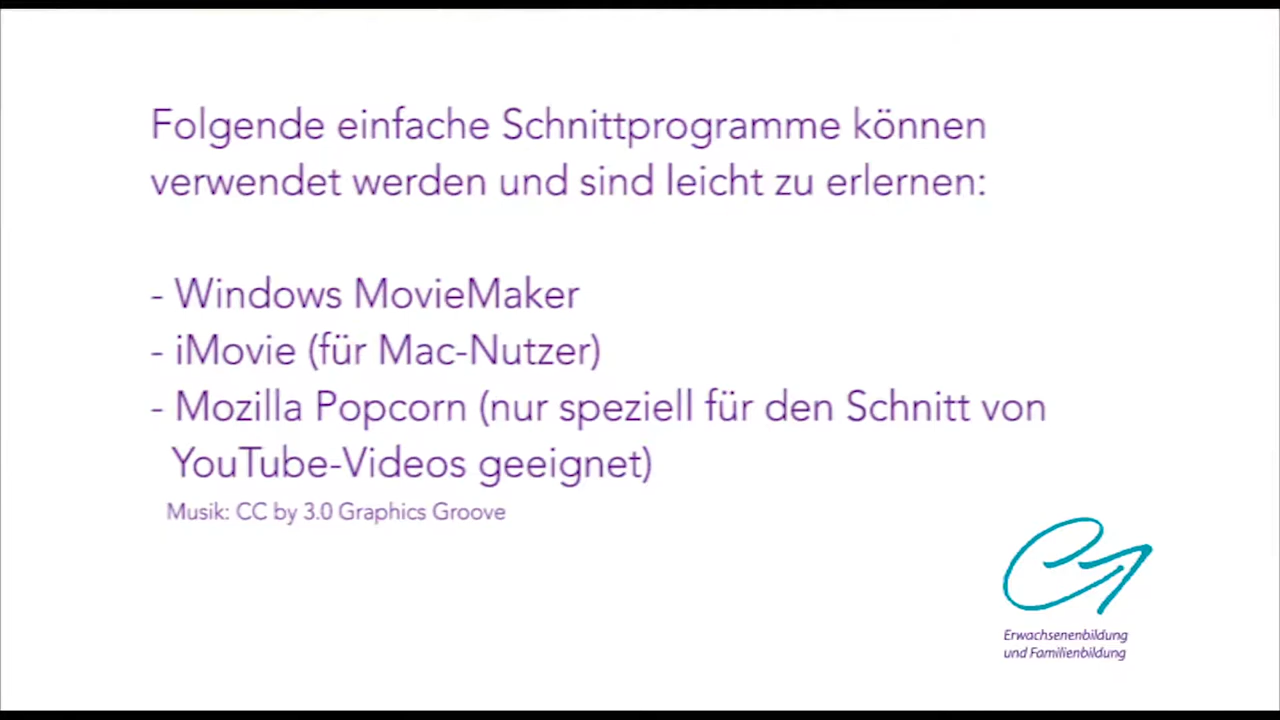 Folgende einfache Schnittprogramme können
verwendet werden und sind leicht zu erlernen:
- Windows MovieMaker
- iMovie (für Mac-Nutzer)
- Mozilla Popcorn (nur speziell für den Schnitt von
YouTube-Videos geeignet)
Musik: CC by 3.0 Graphics Groove
Erwachsenenbildung
und Familienbildung